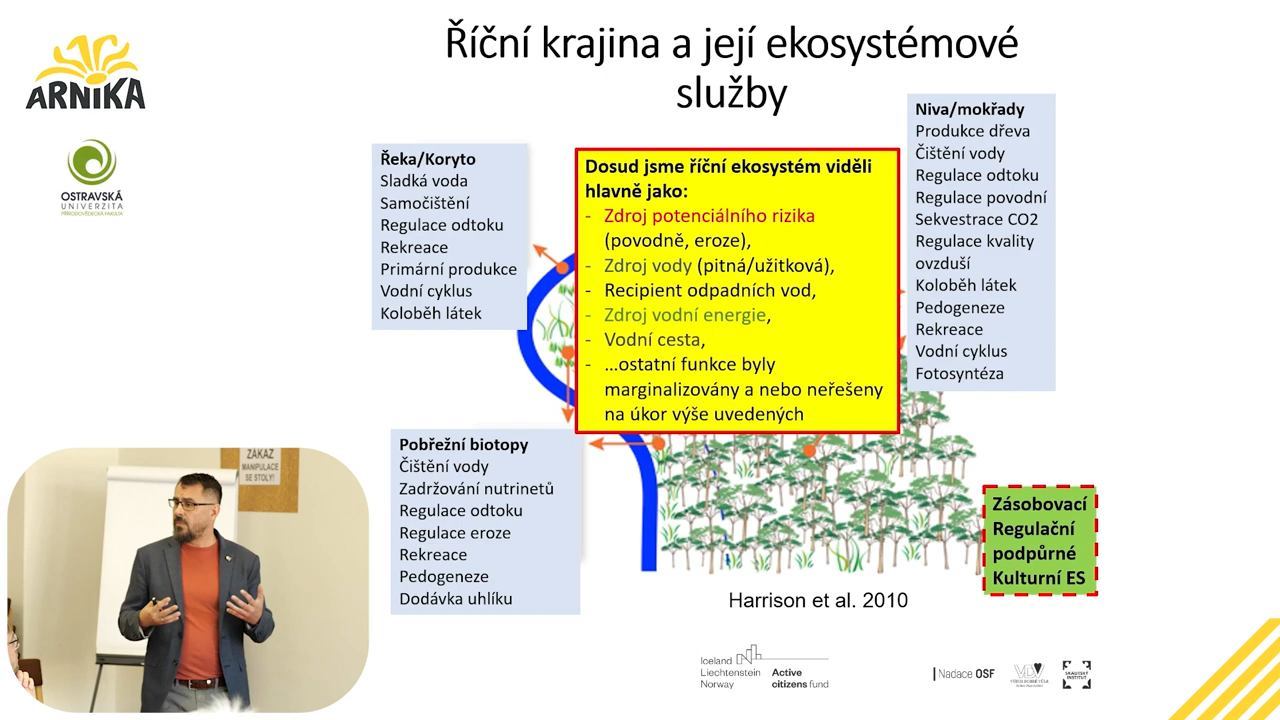 Říční krajina a její ekosystémové
služby
ARNIKA
OSTRAVSKÁ
UNIVERZITA
PŘÍRODOVĚDECKÁ FAKULTA
Řeka/Koryto
Sladká voda
Samočištění
Regulace odtoku
Rekreace
Primární produkce
Vodní cyklus
Koloběh látek
Dosud jsme říční ekosystém viděli
hlavně jako:
- Zdroj potenciálního rizika
(povodně, eroze),
- Zdroj vody (pitná/užitková),
- Recipient odpadních vod,
- Zdroj vodní energie,
- Vodní cesta,
- ...ostatní funkce byly
marginalizovány a nebo neřešeny
na úkor výše uvedených
Niva/mokřady
Produkce dřeva
Čištění vody
Regulace odtoku
Regulace povodní
Sekvestrace CO2
Regulace kvality
ovzduší
Koloběh látek
Pedogeneze
Rekreace
Vodní cyklus
Fotosyntéza
Pobřežní biotopy
Čištění vody
Zadržování nutrinetů
Regulace odtoku
Regulace eroze
Rekreace
Pedogeneze
Dodávka uhlíku
Zásobovací
Regulační
podpůrné
Kulturní ES
Harrison et al. 2010
ZÁKAZ
MANIPULACE
SE STOLY!
Iceland
Liechtenstein
Norway
Active
citizens fund
Nadace OSF
VDV
VÝBOR DOBRÉ VŮLE
SKAUTSKÝ
INSTITUT